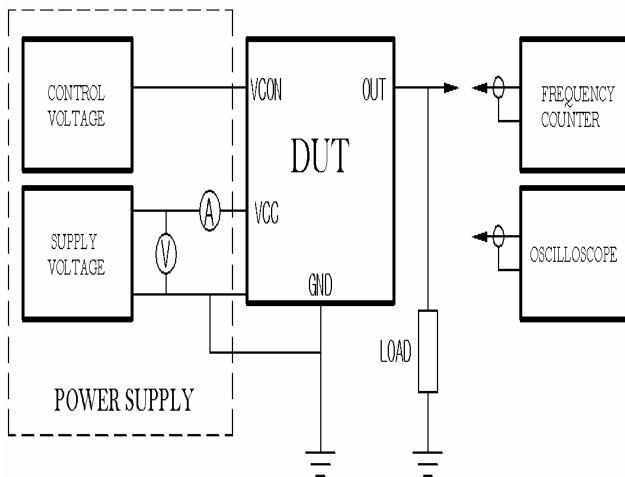 CONTROL
VOLTAGE
VCON
OUT
FREQUENCY
COUNTER
DUT
A
VCC
SUPPLY
VOLTAGE
V
OSCILLOSCOPE
GND
LOAD
POWER SUPPLY